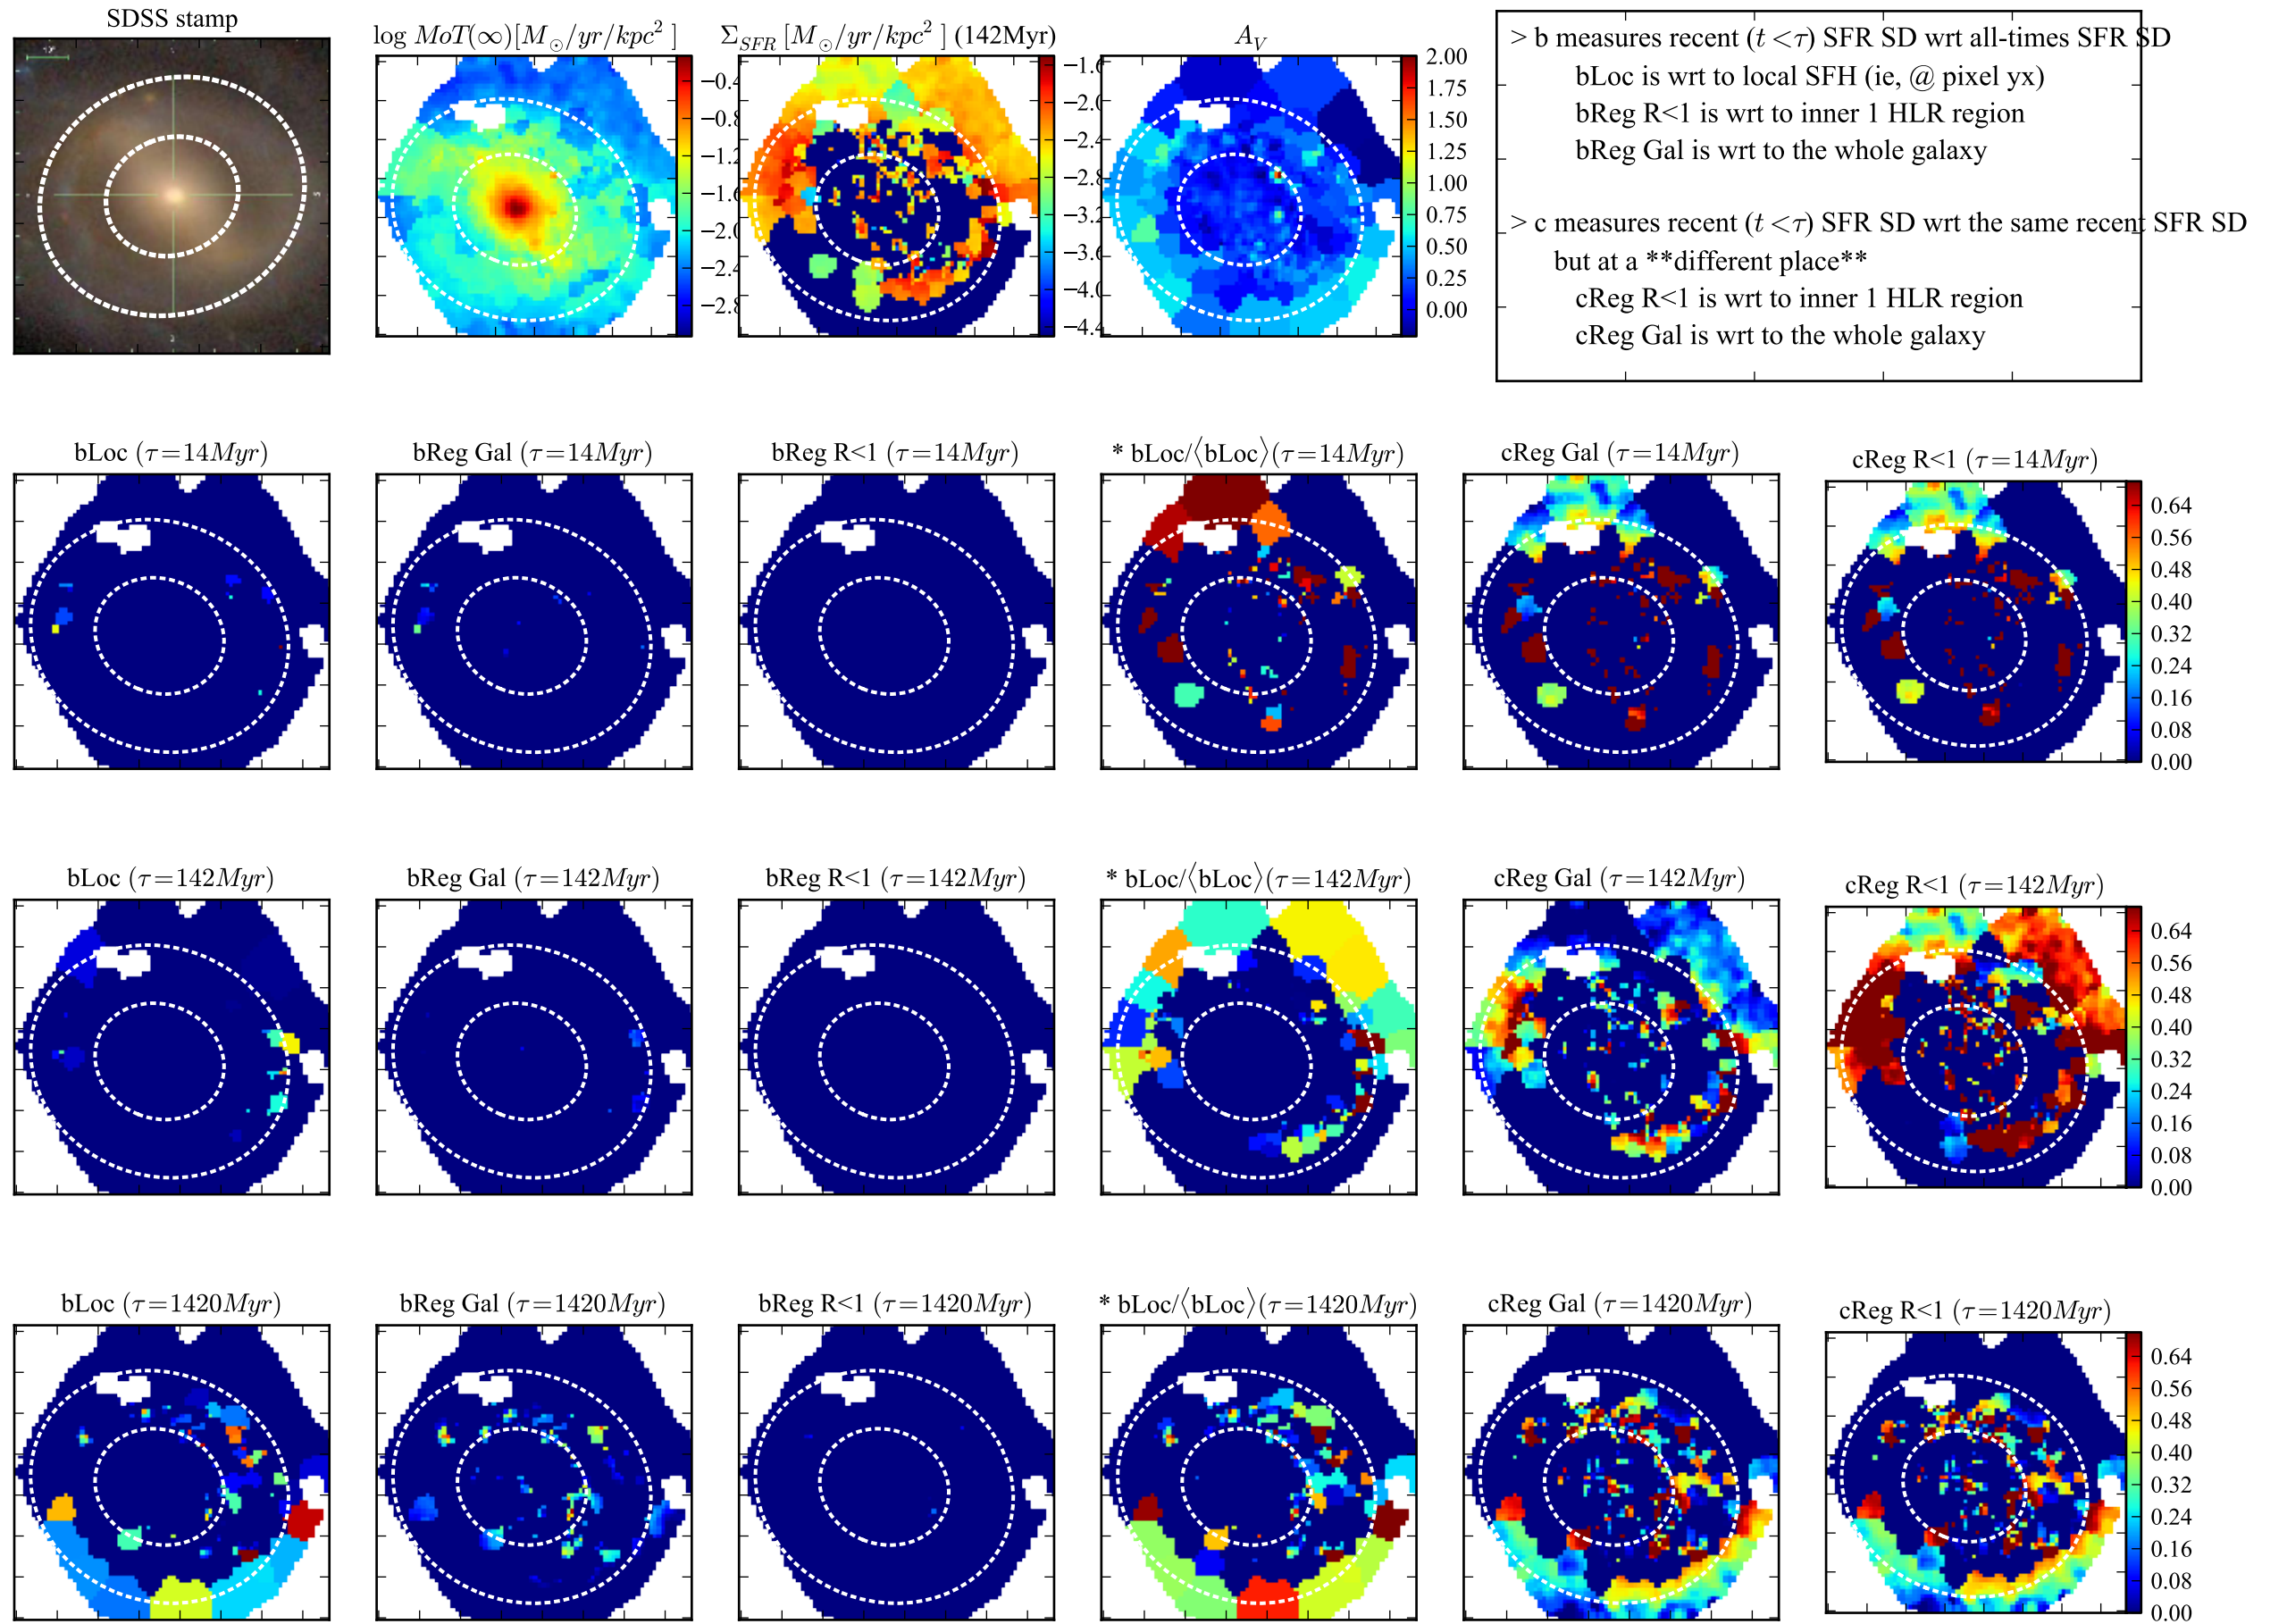 SDSS stamp
log MoT(∞)[M⊙/yr/kpc² ]
Σ_SFR [M⊙/yr/kpc² ] (142Myr)
A_V
−0.4
−0.8
−1.2
−1.6
−2.0
−2.4
−2.8
−1.6
−2.0
−2.4
−2.8
−3.2
−3.6
−4.0
−4.4
2.00
1.75
1.50
1.25
1.00
0.75
0.50
0.25
0.00
> b measures recent (t <τ) SFR SD wrt all-times SFR SD
bLoc is wrt to local SFH (ie, @ pixel yx)
bReg R<1 is wrt to inner 1 HLR region
bReg Gal is wrt to the whole galaxy
> c measures recent (t <τ) SFR SD wrt the same recent SFR SD
but at a **different place**
cReg R<1 is wrt to inner 1 HLR region
cReg Gal is wrt to the whole galaxy
bLoc (τ=14Myr)
bReg Gal (τ=14Myr)
bReg R<1 (τ=14Myr)
* bLoc/⟨bLoc⟩(τ=14Myr)
cReg Gal (τ=14Myr)
cReg R<1 (τ=14Myr)
0.64
0.56
0.48
0.40
0.32
0.24
0.16
0.08
0.00
bLoc (τ=142Myr)
bReg Gal (τ=142Myr)
bReg R<1 (τ=142Myr)
* bLoc/⟨bLoc⟩(τ=142Myr)
cReg Gal (τ=142Myr)
cReg R<1 (τ=142Myr)
0.64
0.56
0.48
0.40
0.32
0.24
0.16
0.08
0.00
bLoc (τ=1420Myr)
bReg Gal (τ=1420Myr)
bReg R<1 (τ=1420Myr)
* bLoc/⟨bLoc⟩(τ=1420Myr)
cReg Gal (τ=1420Myr)
cReg R<1 (τ=1420Myr)
0.64
0.56
0.48
0.40
0.32
0.24
0.16
0.08
0.00